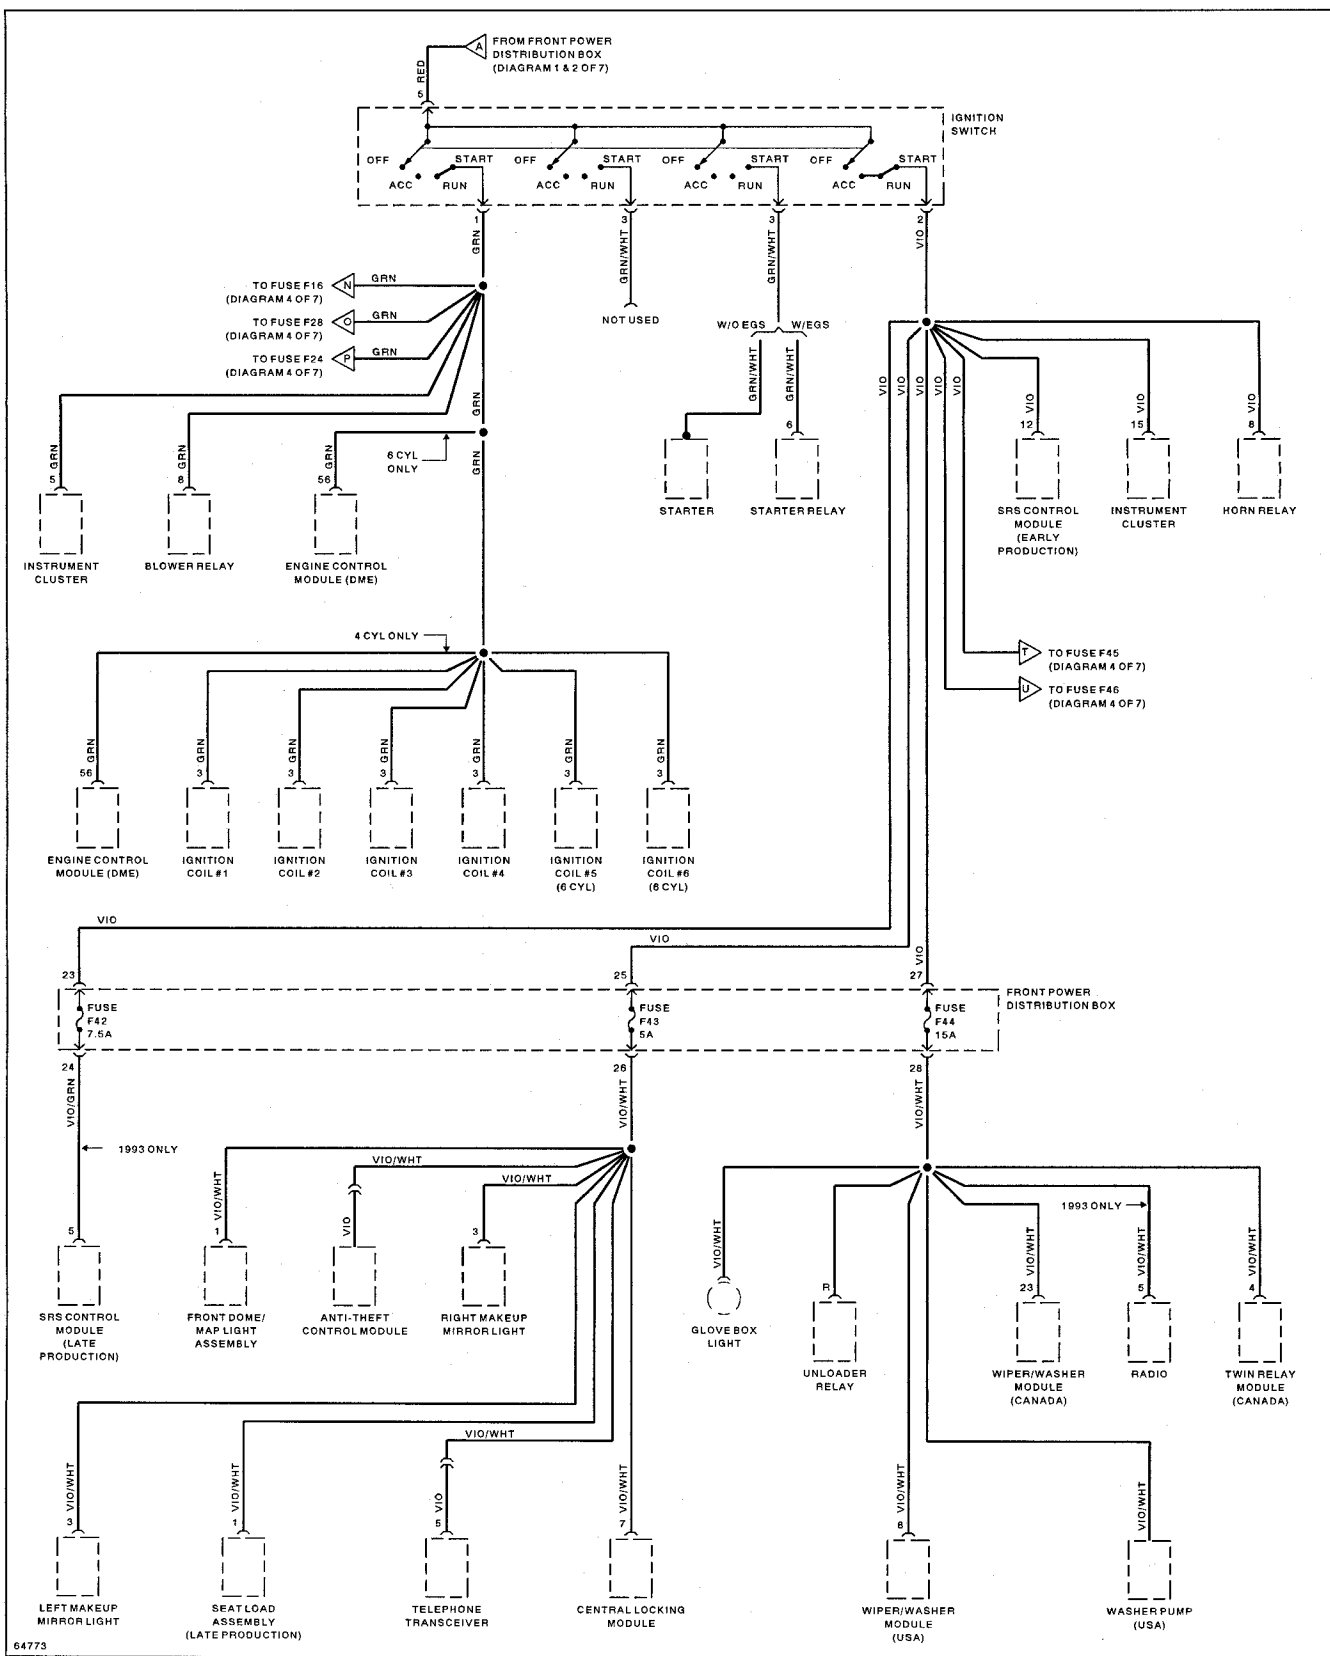 A
FROM FRONT POWER
DISTRIBUTION BOX
(DIAGRAM 1 & 2 OF 7)
RED
5
IGNITION
SWITCH
OFF
START
ACC
RUN
OFF
START
ACC
RUN
OFF
START
ACC
RUN
OFF
START
ACC
RUN
1
3
3
2
GRN
GRN/WHT
GRN/WHT
VIO
TO FUSE F16
(DIAGRAM 4 OF 7)
N
GRN
TO FUSE F28
(DIAGRAM 4 OF 7)
O
GRN
TO FUSE F24
(DIAGRAM 4 OF 7)
P
GRN
NOT USED
W/O EGS
W/EGS
GRN/WHT
GRN/WHT
VIO
VIO
VIO
VIO
VIO
GRN
GRN
6 CYL
ONLY
GRN
5
GRN
8
GRN
56
6
VIO
12
VIO
15
VIO
8
STARTER
STARTER RELAY
SRS CONTROL
MODULE
(EARLY
PRODUCTION)
INSTRUMENT
CLUSTER
HORN RELAY
INSTRUMENT
CLUSTER
BLOWER RELAY
ENGINE CONTROL
MODULE (DME)
4 CYL ONLY
T
TO FUSE F45
(DIAGRAM 4 OF 7)
U
TO FUSE F46
(DIAGRAM 4 OF 7)
GRN
56
GRN
3
GRN
3
GRN
3
GRN
3
GRN
3
GRN
3
ENGINE CONTROL
MODULE (DME)
IGNITION
COIL #1
IGNITION
COIL #2
IGNITION
COIL #3
IGNITION
COIL #4
IGNITION
COIL #5
(6 CYL)
IGNITION
COIL #6
(6 CYL)
VIO
VIO
VIO
23
25
27
FRONT POWER
DISTRIBUTION BOX
FUSE
F42
7.5A
FUSE
F43
5A
FUSE
F44
15A
24
26
28
VIO/GRN
VIO/WHT
VIO/WHT
1993 ONLY
VIO/WHT
VIO/WHT
VIO/WHT
VIO
5
1
3
1993 ONLY
VIO/WHT
VIO/WHT
VIO/WHT
VIO/WHT
R
23
5
4
SRS CONTROL
MODULE
(LATE
PRODUCTION)
FRONT DOME/
MAP LIGHT
ASSEMBLY
ANTI-THEFT
CONTROL MODULE
RIGHT MAKEUP
MIRROR LIGHT
GLOVE BOX
LIGHT
UNLOADER
RELAY
WIPER/WASHER
MODULE
(CANADA)
RADIO
TWIN RELAY
MODULE
(CANADA)
VIO/WHT
VIO/WHT
3
VIO/WHT
1
VIO
5
VIO/WHT
7
VIO/WHT
8
VIO/WHT
LEFT MAKEUP
MIRROR LIGHT
SEAT LOAD
ASSEMBLY
(LATE PRODUCTION)
TELEPHONE
TRANSCEIVER
CENTRAL LOCKING
MODULE
WIPER/WASHER
MODULE
(USA)
WASHER PUMP
(USA)
64773